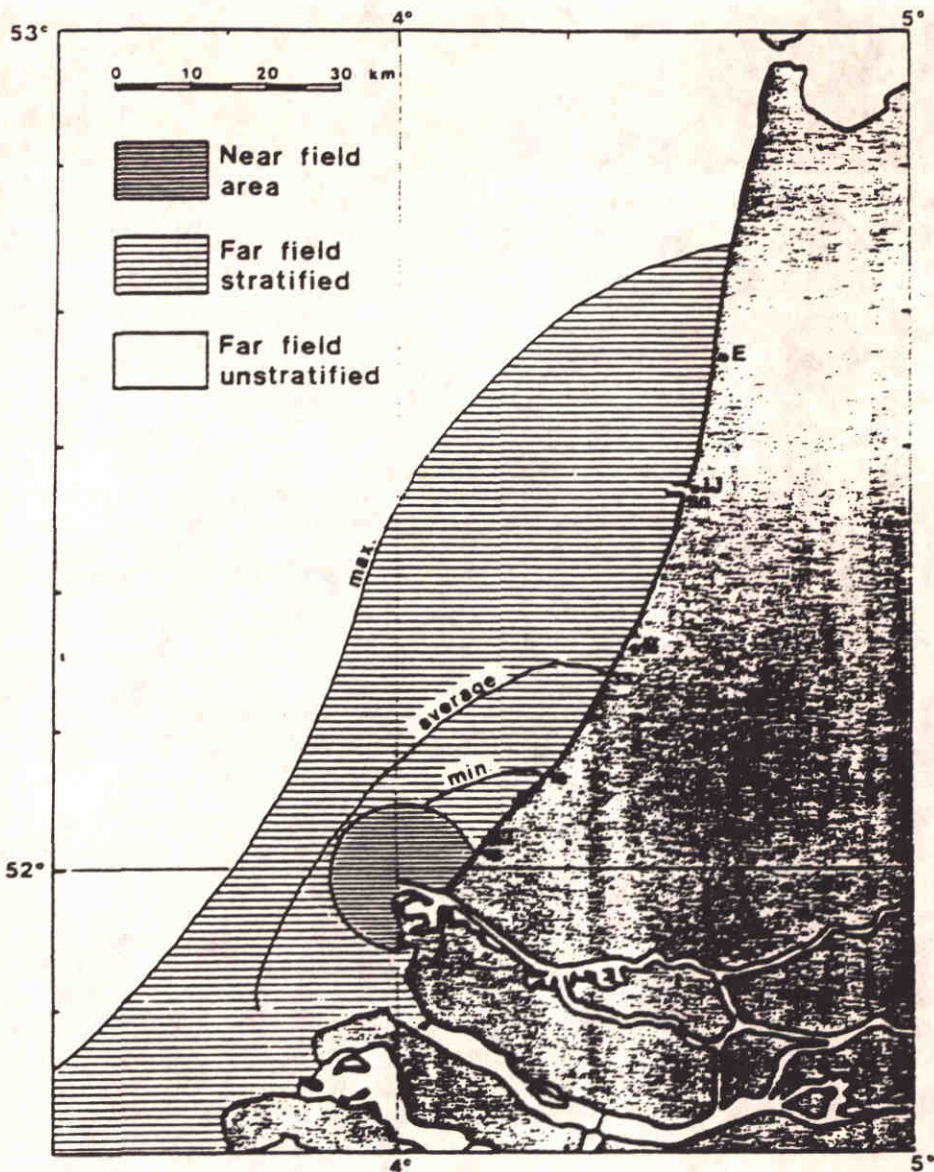 4°
5°
53°
0 10 20 30 km
Near field
area
Far field
stratified
Far field
unstratified
E
IJ
max.
average
min.
52°
4°
5°